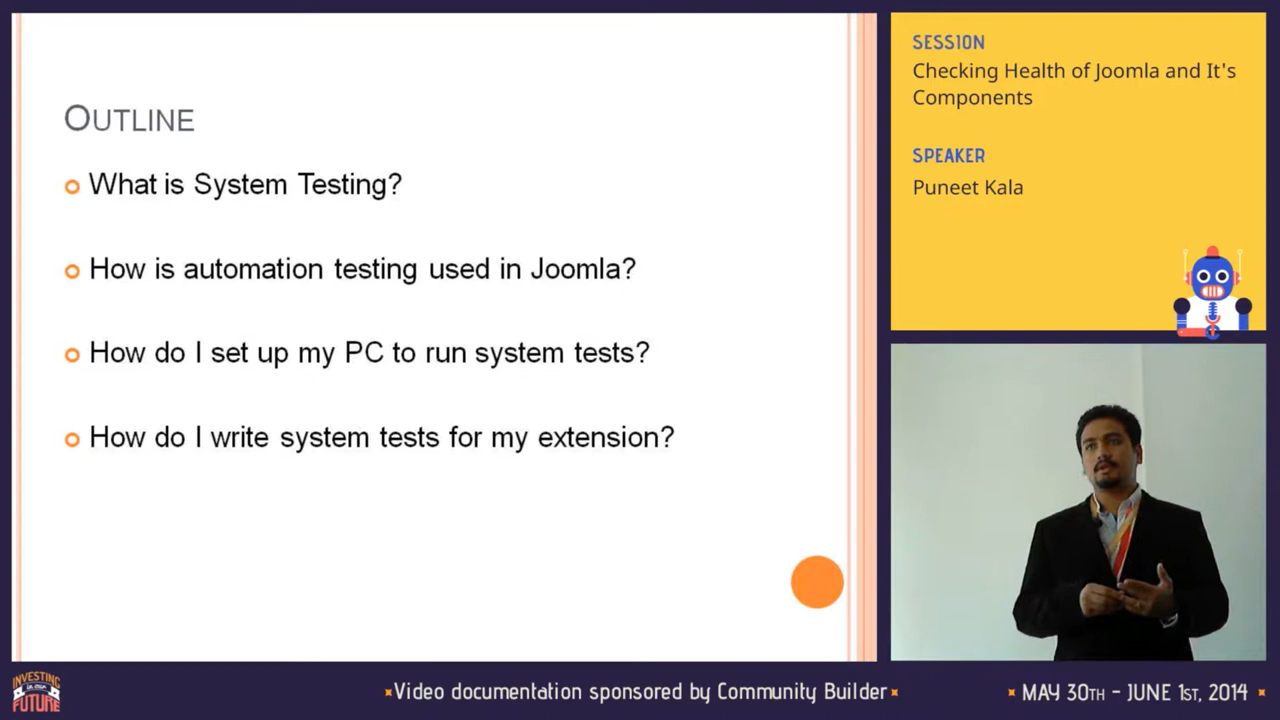 OUTLINE
What is System Testing?
How is automation testing used in Joomla?
How do I set up my PC to run system tests?
How do I write system tests for my extension?
SESSION
Checking Health of Joomla and It's
Components
SPEAKER
Puneet Kala
INVESTING
IN OUR
FUTURE
Video documentation sponsored by Community Builder
MAY 30TH - JUNE 1ST, 2014